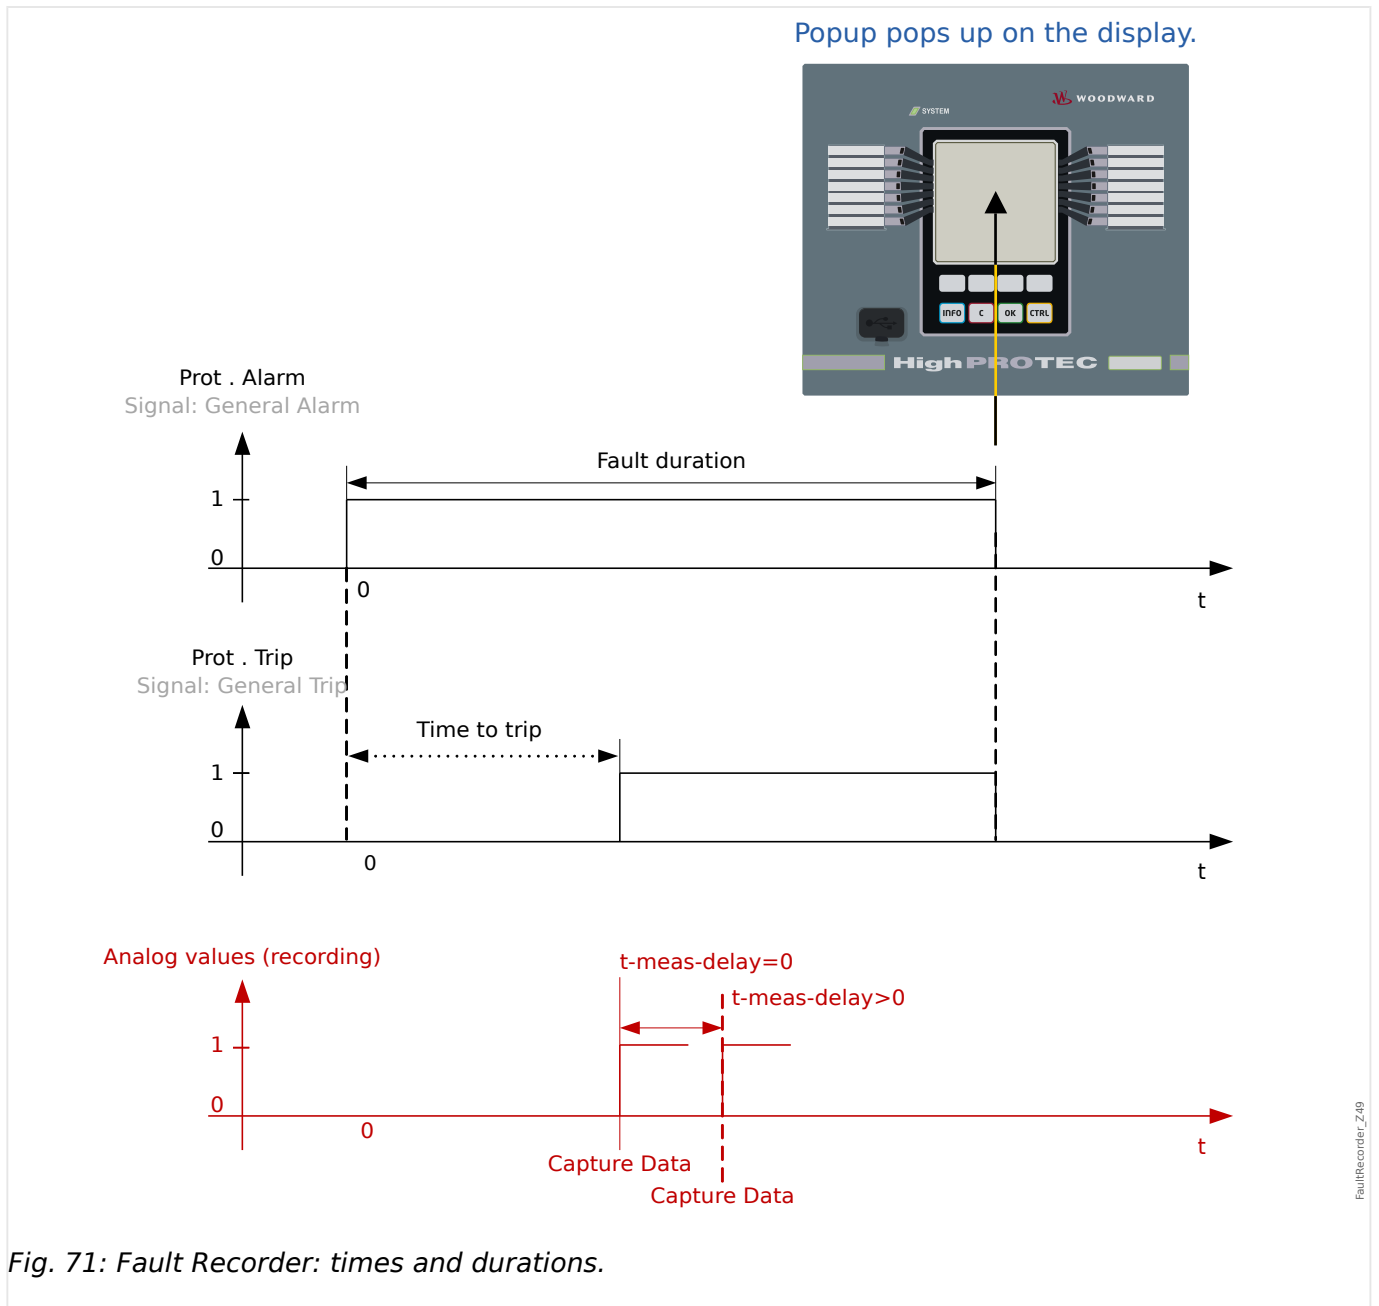 Popup pops up on the display.
WOODWARD
SYSTEM
INFO
C
OK
CTRL
HighPROTEC
Prot . Alarm
Signal: General Alarm
Fault duration
1
0
0
t
Prot . Trip
Signal: General Trip
Time to trip
1
0
0
t
Analog values (recording)
t-meas-delay=0
t-meas-delay>0
1
0
0
t
Capture Data
Capture Data
FaultRecorder_Z49
Fig. 71: Fault Recorder: times and durations.